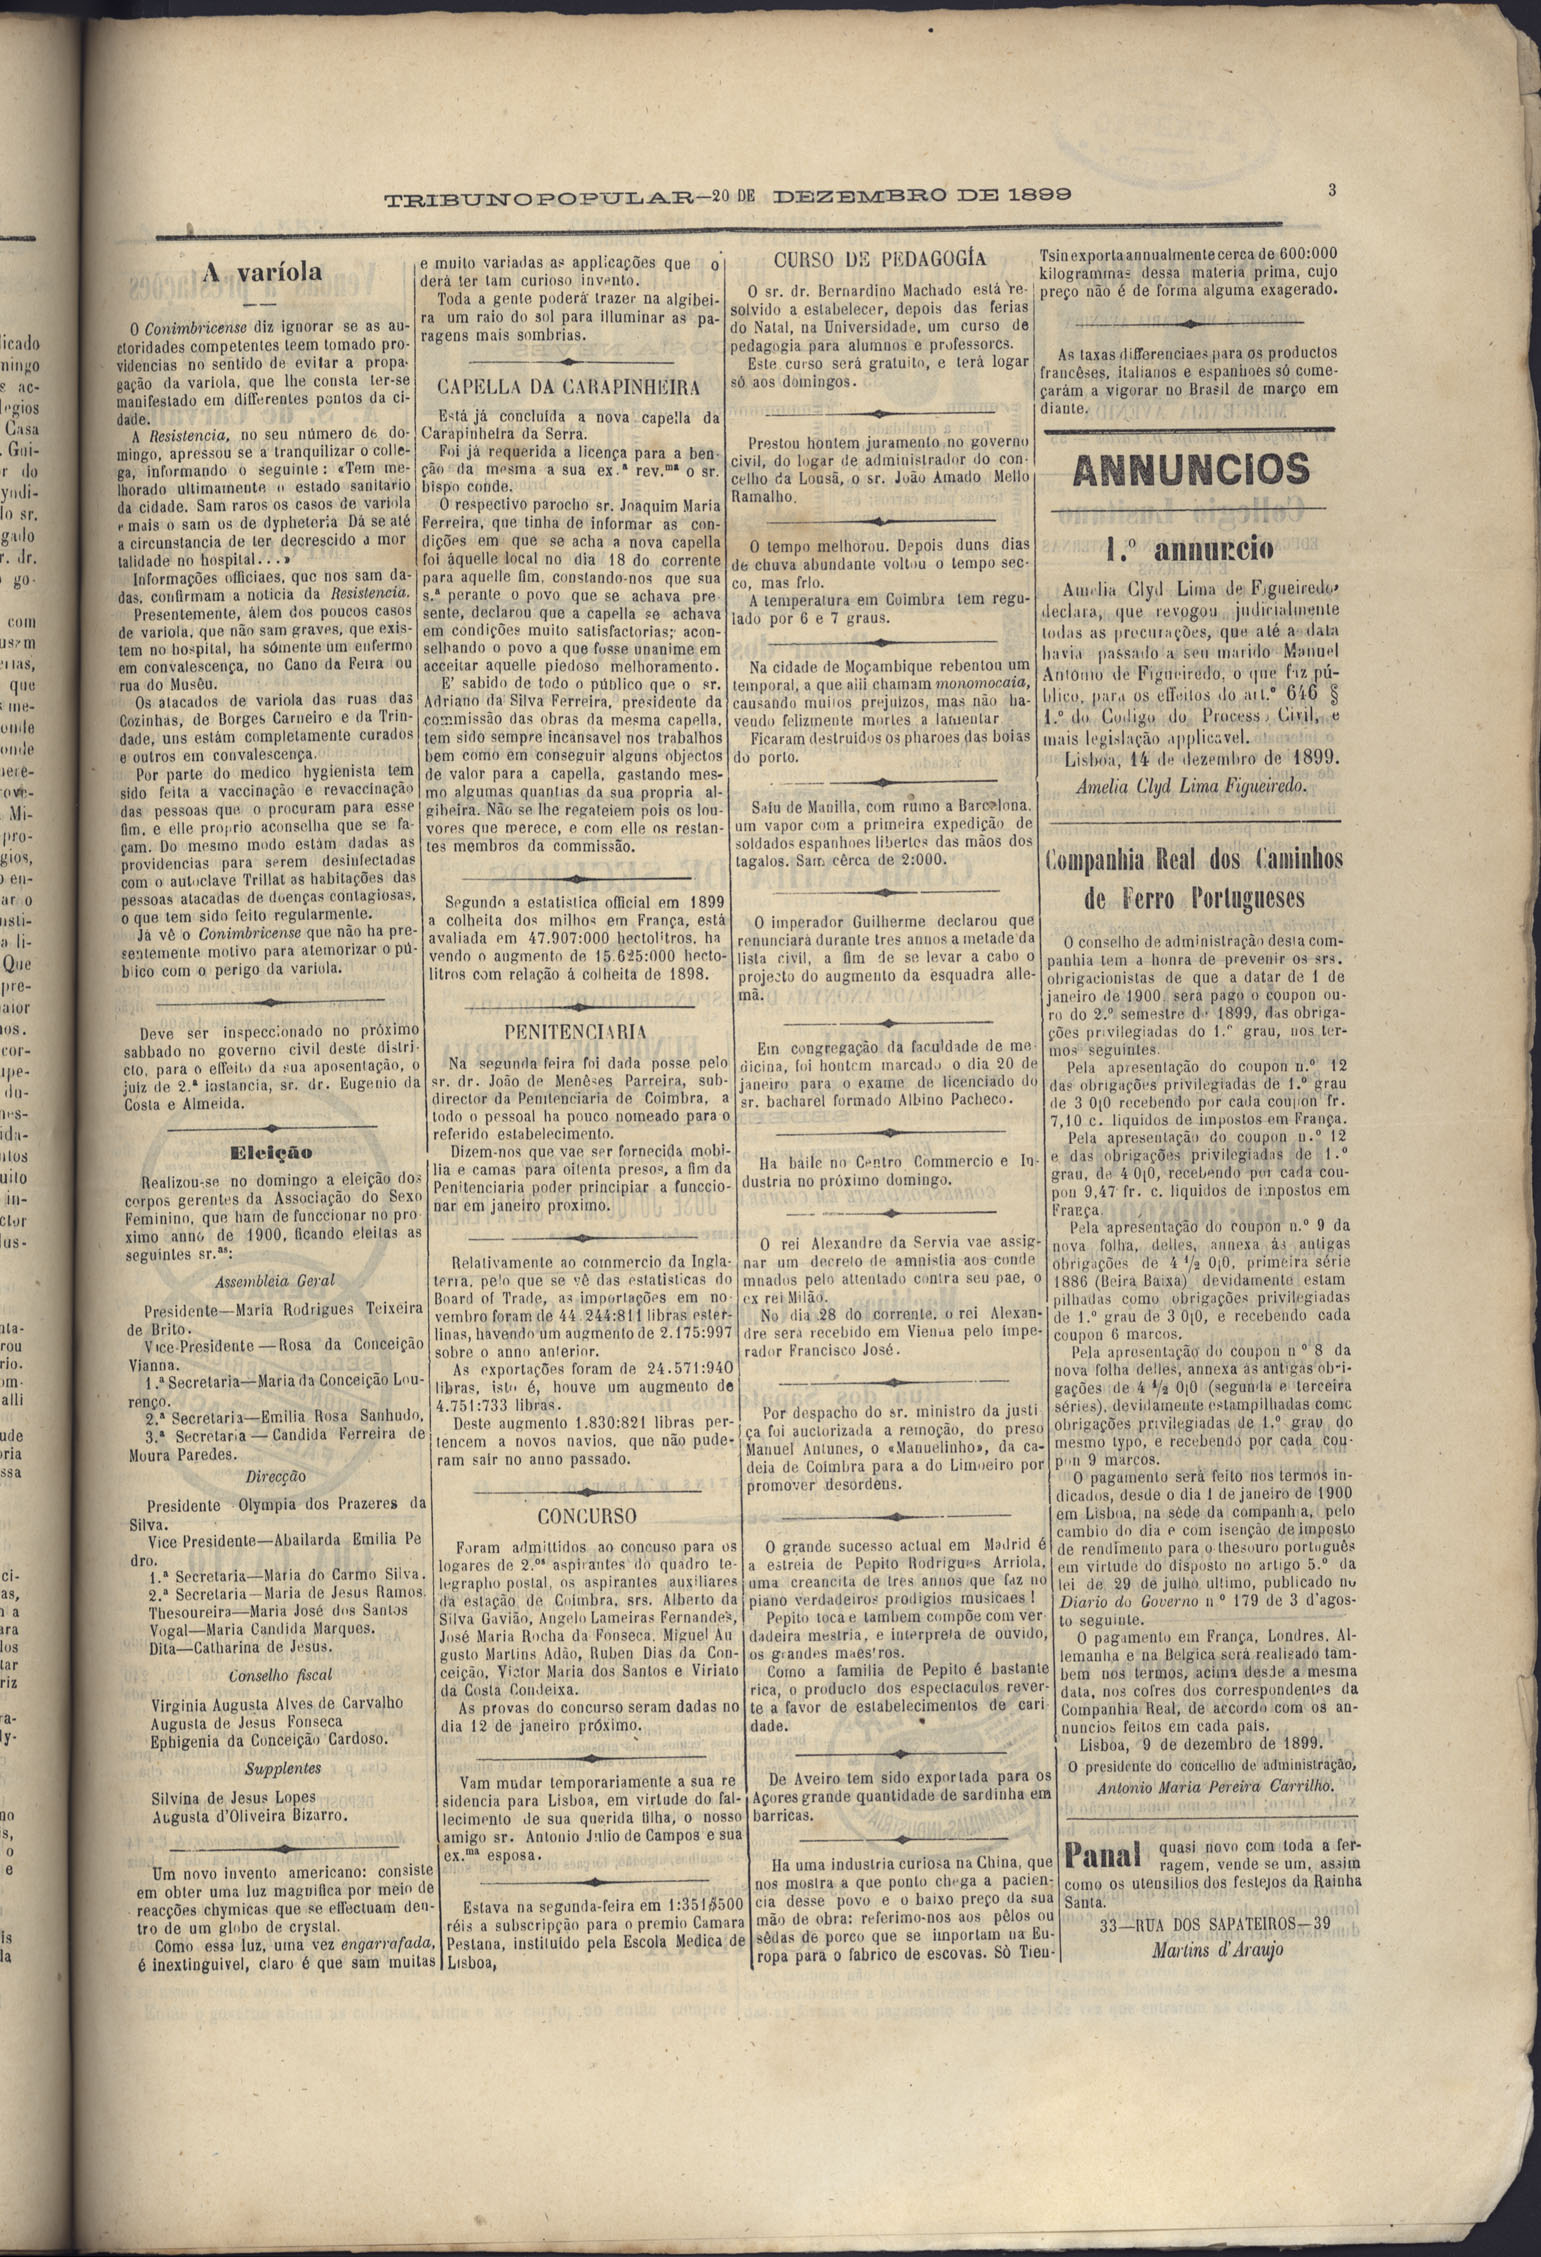 TRIBUNO POPULAR—20 DE DEZEMBRO DE 1899
3
A varíola
O Conimbricense diz ignorar se as au-
ctoridades competentes teem tomado pro-
videncias no sentido de evitar a propa-
gação da variola, que lhe consta ter-se
manifestado em differentes pontos da ci-
dade.
A Resistencia, no seu número de do-
mingo, apressou se a tranquilizar o colle-
ga, informando o seguinte: «Tem me-
lhorado ultimamente o estado sanitario
da cidade. Sam raros os casos de variola
e mais o sam os de dypheteria Dá se até
a circunstancia de ter decrescido a mor
talidade no hospital...»
Informações officiaes, que nos sam da-
das, confirmam a noticia da Resistencia.
Presentemente, álem dos poucos casos
de variola, que não sam graves, que exis-
tem no hospital, ha sómente um enfermo
em convalescença, no Cano da Feira ou
rua do Musêu.
Os atacados de variola das ruas das
Cozinhas, de Borges Carneiro e da Trin-
dade, uns estám completamente curados
e outros em convalescença.
Por parte do medico hygienista tem
sido feita a vaccinação e revaccinação
das pessoas que o procuram para esse
fim, e elle proprio aconselha que se fa-
çam. Do mesmo modo estám dadas as
providencias para serem desinfectadas
com o autoclave Trillat as habitações das
pessoas atacadas de doenças contagiosas,
o que tem sido feito regularmente.
Já vê o Conimbricense que não ha pre-
sentemente motivo para atemorizar o pú-
blico com o perigo da variola.
Deve ser inspeccionado no próximo
sabbado no governo civil deste distri-
cto, para o effeito da sua aposentação, o
juiz de 2.ª instancia, sr. dr. Eugenio da
Costa e Almeida.
Eleição
Realizou-se no domingo a eleição dos
corpos gerentes da Associação do Sexo
Feminino, que ham de funccionar no pro
ximo anno de 1900, ficando eleitas as
seguintes sr.as:
Assembleia Geral
Presidente—Maria Rodrigues Teixeira
de Brito.
Vice-Presidente—Rosa da Conceição
Vianna.
1.ª Secretaria—Maria da Conceição Lou-
renço.
2.ª Secretaria—Emilia Rosa Sanhudo,
3.ª Secretaria—Candida Ferreira de
Moura Paredes.
Direcção
Presidente Olympia dos Prazeres da
Silva.
Vice Presidente—Abailarda Emilia Pe
dro.
1.ª Secretaria—Maria do Carmo Silva.
2.ª Secretaria—Maria de Jesus Ramos.
Thesoureira—Maria José dos Santos
Vogal—Maria Candida Marques.
Dita—Catharina de Jesus.
Conselho fiscal
Virginia Augusta Alves de Carvalho
Augusta de Jesus Fonseca
Ephigenia da Conceição Cardoso.
Supplentes
Silvina de Jesus Lopes
Augusta d'Oliveira Bizarro.
Um novo invento americano: consiste
em obter uma luz magnifica por meio de
reacções chymicas que se effectuam den-
tro de um globo de crystal.
Como essa luz, uma vez engarrafada,
é inextinguivel, claro é que sam muitas
e muito variadas as applicações que o
derá ter tam curioso invento.
Toda a gente poderá trazer na algibei-
ra um raio do sol para illuminar as pa-
ragens mais sombrias.
CAPELLA DA CARAPINHEIRA
Está já concluida a nova capella da
Carapinheira da Serra.
Foi já requerida a licença para a ben-
ção da mesma a sua ex.ª rev.ma o sr.
bispo conde.
O respectivo parocho sr. Joaquim Maria
Ferreira, que tinha de informar as con-
dições em que se acha a nova capella
foi áquelle local no dia 18 do corrente
para aquelle fim, constando-nos que sua
s.ª perante o povo que se achava pre-
sente, declarou que a capella se achava
em condições muito satisfactorias; acon-
selhando o povo a que fosse unanime em
acceitar aquelle piedoso melhoramento.
E' sabido de todo o público que o sr.
Adriano da Silva Ferreira, presidente da
commissão das obras da mesma capella,
tem sido sempre incansavel nos trabalhos
bem como em conseguir alguns objectos
de valor para a capella, gastando mes-
mo algumas quantias da sua propria al-
gibeira. Não se lhe regateiem pois os lou-
vores que merece, e com elle os restan-
tes membros da commissão.
Segundo a estatistica official em 1899
a colheita dos milhos em França, está
avaliada em 47.907:000 hectolitros, ha
vendo o augmento de 15.625:000 hecto-
litros com relação á colheita de 1898.
PENITENCIARIA
Na segunda feira foi dada posse pelo
sr. dr. João de Menêses Parreira, sub-
director da Penitenciaria de Coimbra, a
todo o pessoal ha pouco nomeado para o
referido estabelecimento.
Dizem-nos que vae ser fornecida mobi-
lia e camas para oitenta presos, a fim da
Penitenciaria poder principiar a funccio-
nar em janeiro proximo.
Relativamente ao commercio da Ingla-
terra, pelo que se vê das estatisticas do
Board of Trade, as importações em no-
vembro foram de 44.244:811 libras ester-
linas, havendo um augmento de 2.175:997
sobre o anno anterior.
As exportações foram de 24.571:940
libras, isto é, houve um augmento de
4.751:733 libras.
Deste augmento 1.830:821 libras per-
tencem a novos navios, que não pude-
ram sair no anno passado.
CONCURSO
Foram admittidos ao concuso para os
logares de 2.os aspirantes do quadro te-
legrapho postal, os aspirantes auxiliares
da estação de Coimbra, srs. Alberto da
Silva Gavião, Angelo Lameiras Fernandes,
José Maria Rocha da Fonseca, Miguel Au
gusto Martins Adão, Ruben Dias da Con-
ceição, Victor Maria dos Santos e Viriato
da Costa Condeixa.
As provas do concurso seram dadas no
dia 12 de janeiro próximo.
Vam mudar temporariamente a sua re
sidencia para Lisboa, em virtude do fal-
lecimento de sua querida filha, o nosso
amigo sr. Antonio Julio de Campos e sua
ex.ma esposa.
Estava na segunda-feira em 1:351$500
réis a subscripção para o premio Camara
Pestana, instituido pela Escola Medica de
Lisboa,
CURSO DE PEDAGOGÍA
O sr. dr. Bernardino Machado está re-
solvido a estabelecer, depois das ferias
do Natal, na Universidade, um curso de
pedagogia para alumnos e professores.
Este curso será gratuito, e terá logar
só aos domingos.
Prestou hontem juramento no governo
civil, do logar de administrador do con-
celho da Lousã, o sr. João Amado Mello
Ramalho.
O tempo melhorou. Depois duns dias
de chuva abundante voltou o tempo sec-
co, mas frio.
A temperatura em Coimbra tem regu-
lado por 6 e 7 graus.
Na cidade de Moçambique rebentou um
temporal, a que alli chamam monomocaia,
causando muitos prejuizos, mas não ha-
vendo felizmente mortes a lamentar
Ficaram destruidos os pharoes das boias
do porto.
Saiu de Manilla, com rumo a Barcelona,
um vapor com a primeira expedição de
soldados espanhoes libertes das mãos dos
tagalos. Sam cêrca de 2:000.
O imperador Guilherme declarou que
renunciará durante tres annos a metade da
lista civil, a fim de se levar a cabo o
projecto do augmento da esquadra alle-
mã.
Em congregação da faculdade de me-
dicina, foi hontem marcado o dia 20 de
janeiro para o exame de licenciado do
sr. bacharel formado Albino Pacheco.
Ha baile no Centro Commercio e In-
dustria no próximo domingo.
O rei Alexandre da Servia vae assig-
nar um decreto de amnistia aos conde
mnados pelo attentado contra seu pae, o
ex rei Milão.
No dia 28 do corrente, o rei Alexan-
dre será recebido em Vienna pelo impe-
rador Francisco José.
Por despacho do sr. ministro da justi
ça foi auctorizada a remoção, do preso
Manuel Antunes, o «Manuelinho», da ca-
deia de Coimbra para a do Limoeiro por
promover desordens.
O grande sucesso actual em Madrid é
a estreia de Pepito Rodrigues Arriola,
uma creancita de tres annos que faz no
piano verdadeiros prodigios musicaes!
Pepito toca e tambem compõe com ver
dadeira mestria, e interpreta de ouvido,
os grandes maestros.
Como a familia de Pepito é bastante
rica, o producto dos espectaculos rever-
te a favor de estabelecimentos de cari
dade.
De Aveiro tem sido exportada para os
Açores grande quantidade de sardinha em
barricas.
Ha uma industria curiosa na China, que
nos mostra a que ponto chega a pacien-
cia desse povo e o baixo preço da sua
mão de obra: referimo-nos aos pêlos ou
sêdas de porco que se importam na Eu-
ropa para o fabrico de escovas. Só Tieu-
Tsin exporta annualmente cerca de 600:000
kilogrammas dessa materia prima, cujo
preço não é de forma alguma exagerado.
As taxas differenciaes para os productos
francêses, italianos e espanhoes só come-
çarám a vigorar no Brasil de março em
diante.
ANNUNCIOS
1.º annuncio
Amelia Clyd Lima de Figueiredo,
declara, que revogou judicialmente
todas as procurações, que até a data
havia passado a seu marido Manuel
Antonio de Figueiredo, o que faz pú-
blico, para os effeitos do art.º 646 §
1.º do Codigo do Processo Civil, e
mais legislação applicavel.
Lisboa, 14 de dezembro de 1899.
Amelia Clyd Lima Figueiredo.
Companhia Real dos Caminhos
de Ferro Portugueses
O conselho de administração desta com-
panhia tem a honra de prevenir os srs.
obrigacionistas de que a datar de 1 de
janeiro de 1900, será pago o coupon ou-
ro do 2.º semestre de 1899, das obriga-
ções privilegiadas do 1.º grau, nos ter-
mos seguintes.
Pela apresentação do coupon n.º 12
das obrigações privilegiadas de 1.º grau
de 3 0|0 recebendo por cada coupon fr.
7,10 c. liquidos de impostos em França.
Pela apresentação do coupon n.º 12
e das obrigações privilegiadas de 1.º
grau, de 4 0|0, recebendo por cada cou-
pon 9,47 fr. c. liquidos de impostos em
França.
Pela apresentação do coupon n.º 9 da
nova folha, delles, annexa ás antigas
obrigações de 4 1/2 0|0, primeira série
1886 (Beira Baixa) devidamente estam
pilhadas como obrigações privilegiadas
de 1.º grau de 3 0|0, e recebendo cada
coupon 6 marcos.
Pela apresentação do coupon n º 8 da
nova folha delles, annexa ás antigas obri-
gações de 4 1/2 0|0 (segunda e terceira
séries), devidamente estampilhadas como
obrigações privilegiadas de 1.º grau do
mesmo typo, e recebendo por cada cou-
pon 9 marcos.
O pagamento será feito nos termos in-
dicados, desde o dia 1 de janeiro de 1900
em Lisboa, na séde da companhia, pelo
cambio do dia e com isenção de imposto
de rendimento para o thesouro português
em virtude do disposto no artigo 5.º da
lei de 29 de julho ultimo, publicado no
Diario do Governo n º 179 de 3 d'agos-
to seguinte.
O pagamento em França, Londres, Al-
lemanha e na Belgica será realisado tam-
bem nos termos, acima desde a mesma
data, nos cofres dos correspondentes da
Companhia Real, de accordo com os an-
nuncios feitos em cada pais.
Lisboa, 9 de dezembro de 1899.
O presidente do concelho de administração,
Antonio Maria Pereira Carrilho.
Panal quasi novo com toda a fer-
ragem, vende se um, assim
como os utensilios dos festejos da Rainha
Santa.
33—RUA DOS SAPATEIROS—39
Martins d'Araujo